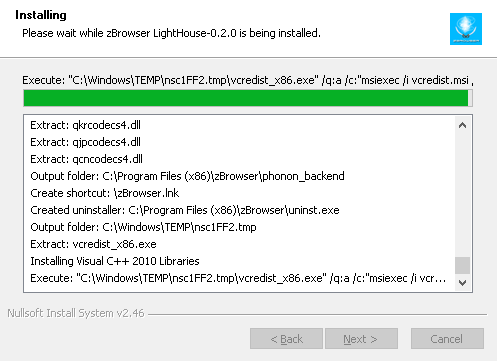 Installing
Please wait while zBrowser LightHouse-0.2.0 is being installed.
Execute: "C:\Windows\TEMP\nsc1FF2.tmp\vcredist_x86.exe" /q:a /c:"msiexec /i vcredist.msi ,
Extract: qkrcodecs4.dll
Extract: qjpcodecs4.dll
Extract: qcncodecs4.dll
Output folder: C:\Program Files (x86)\zBrowser\phonon_backend
Create shortcut: \zBrowser.lnk
Created uninstaller: C:\Program Files (x86)\zBrowser\uninst.exe
Output folder: C:\Windows\TEMP\nsc1FF2.tmp
Extract: vcredist_x86.exe
Installing Visual C++ 2010 Libraries
Execute: "C:\Windows\TEMP\nsc1FF2.tmp\vcredist_x86.exe" /q:a /c:"msiexec /i vcr...
Nullsoft Install System v2.46
< Back
Next >
Cancel